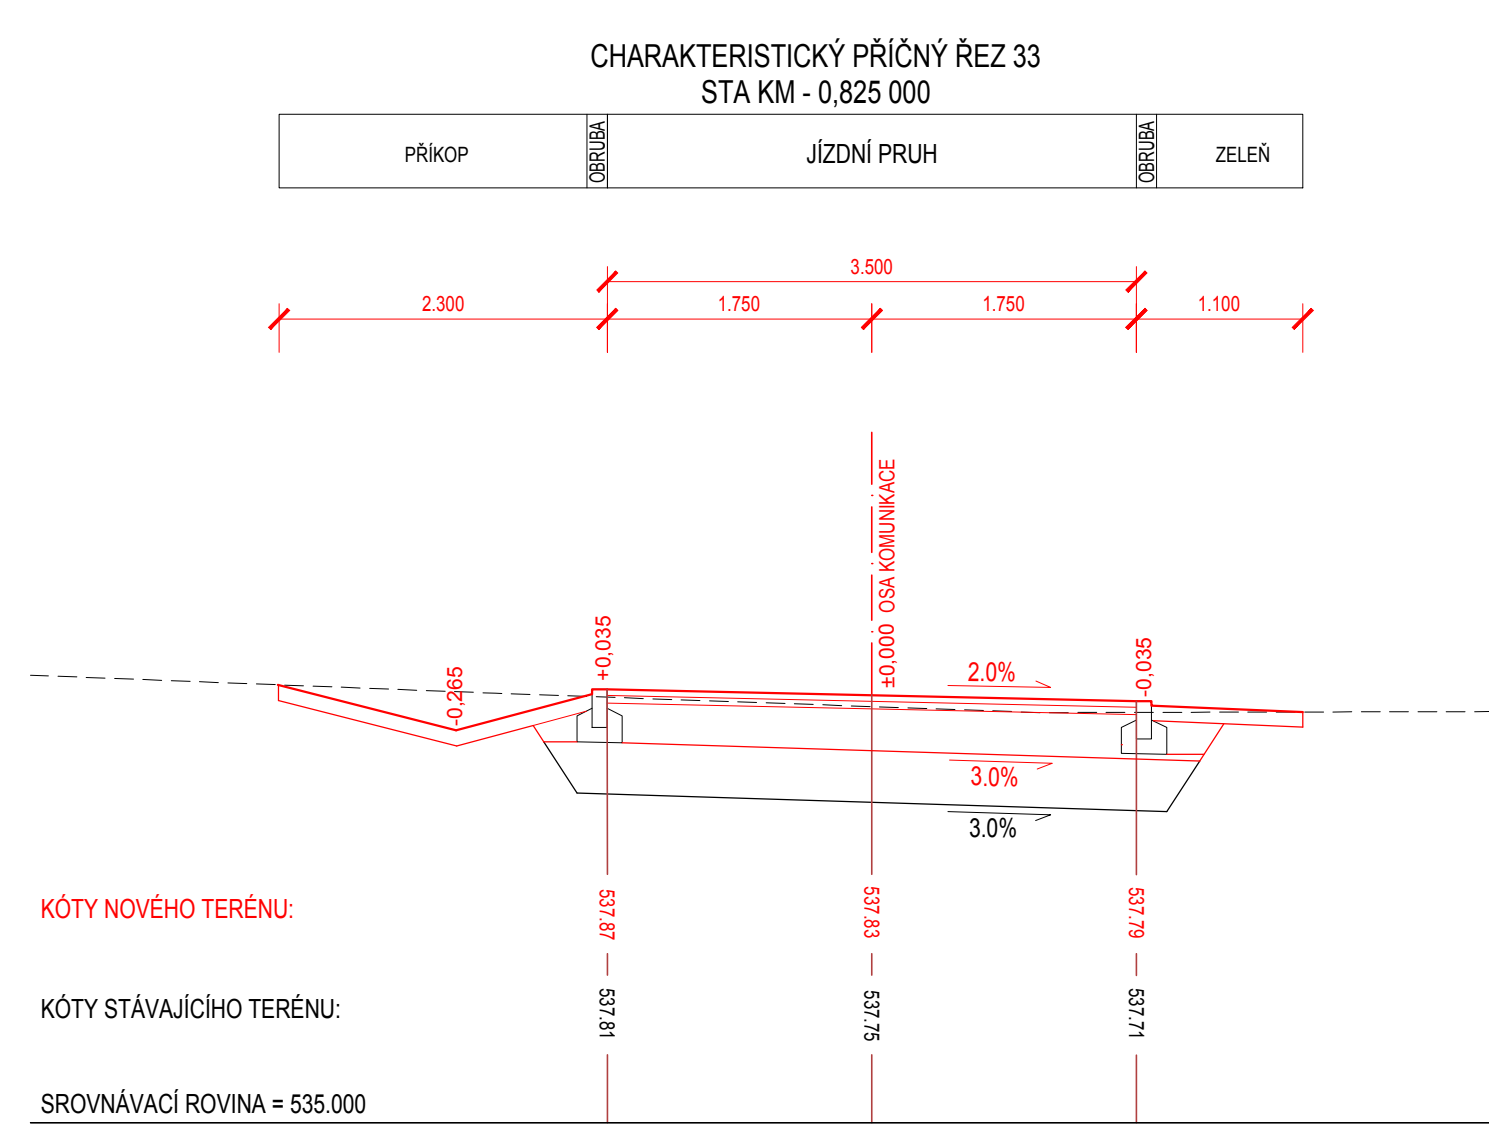 CHARAKTERISTICKÝ PŘÍČNÝ ŘEZ 33
STA KM - 0,825 000
PŘÍKOP
OBRUBA
JÍZDNÍ PRUH
OBRUBA
ZELEŇ
3.500
2.300
1.750
1.750
1.100
±0,000 OSA KOMUNIKACE
-0,265
+0,035
2.0%
-0,035
3.0%
3.0%
KÓTY NOVÉHO TERÉNU:
537.87
537.83
537.79
KÓTY STÁVAJÍCÍHO TERÉNU:
537.81
537.75
537.71
SROVNÁVACÍ ROVINA = 535.000